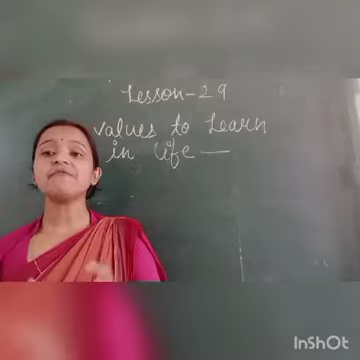 Lesson-29
values to Learn
in life —
InShOt